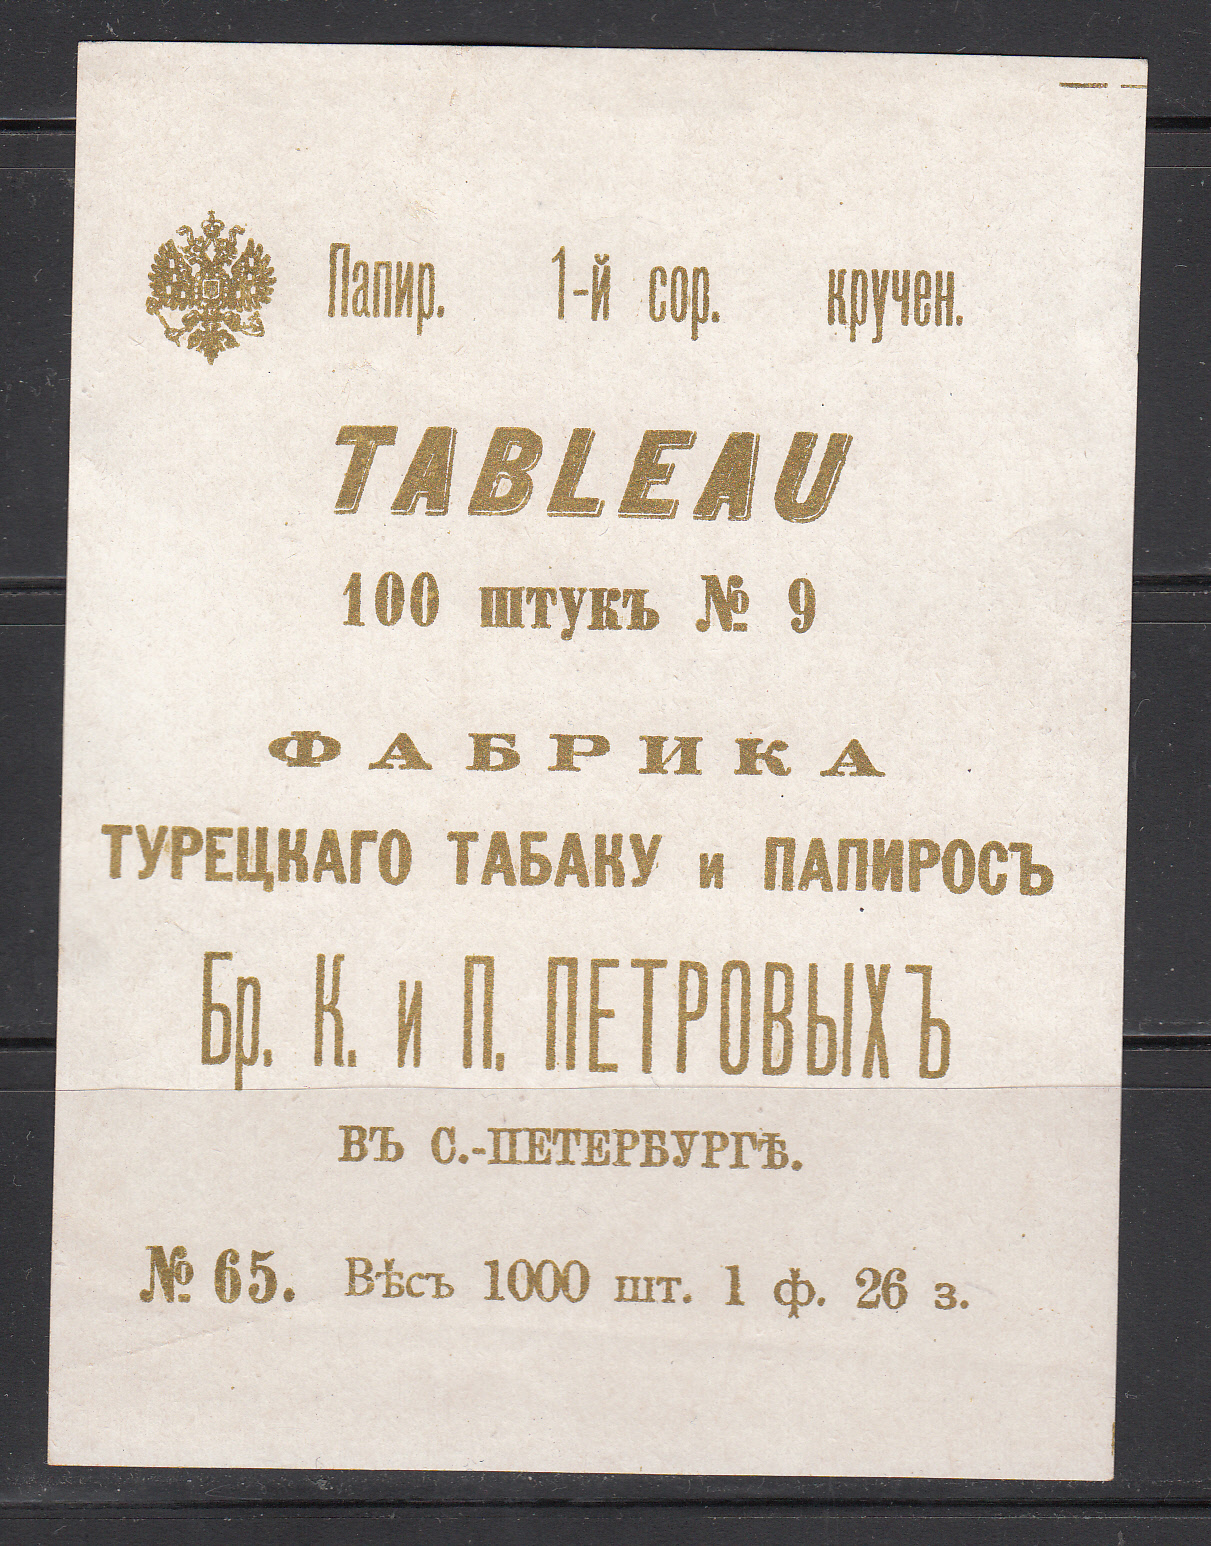 Папир. 1-й сор. кручен.
TABLEAU
100 штукъ № 9
ФАБРИКА
ТУРЕЦКАГО ТАБАКУ и ПАПИРОСЪ
Бр. К. и П. ПЕТРОВЫХЪ
ВЪ С.-ПЕТЕРБУРГѢ.
№ 65. Вѣсъ 1000 шт. 1 ф. 26 з.